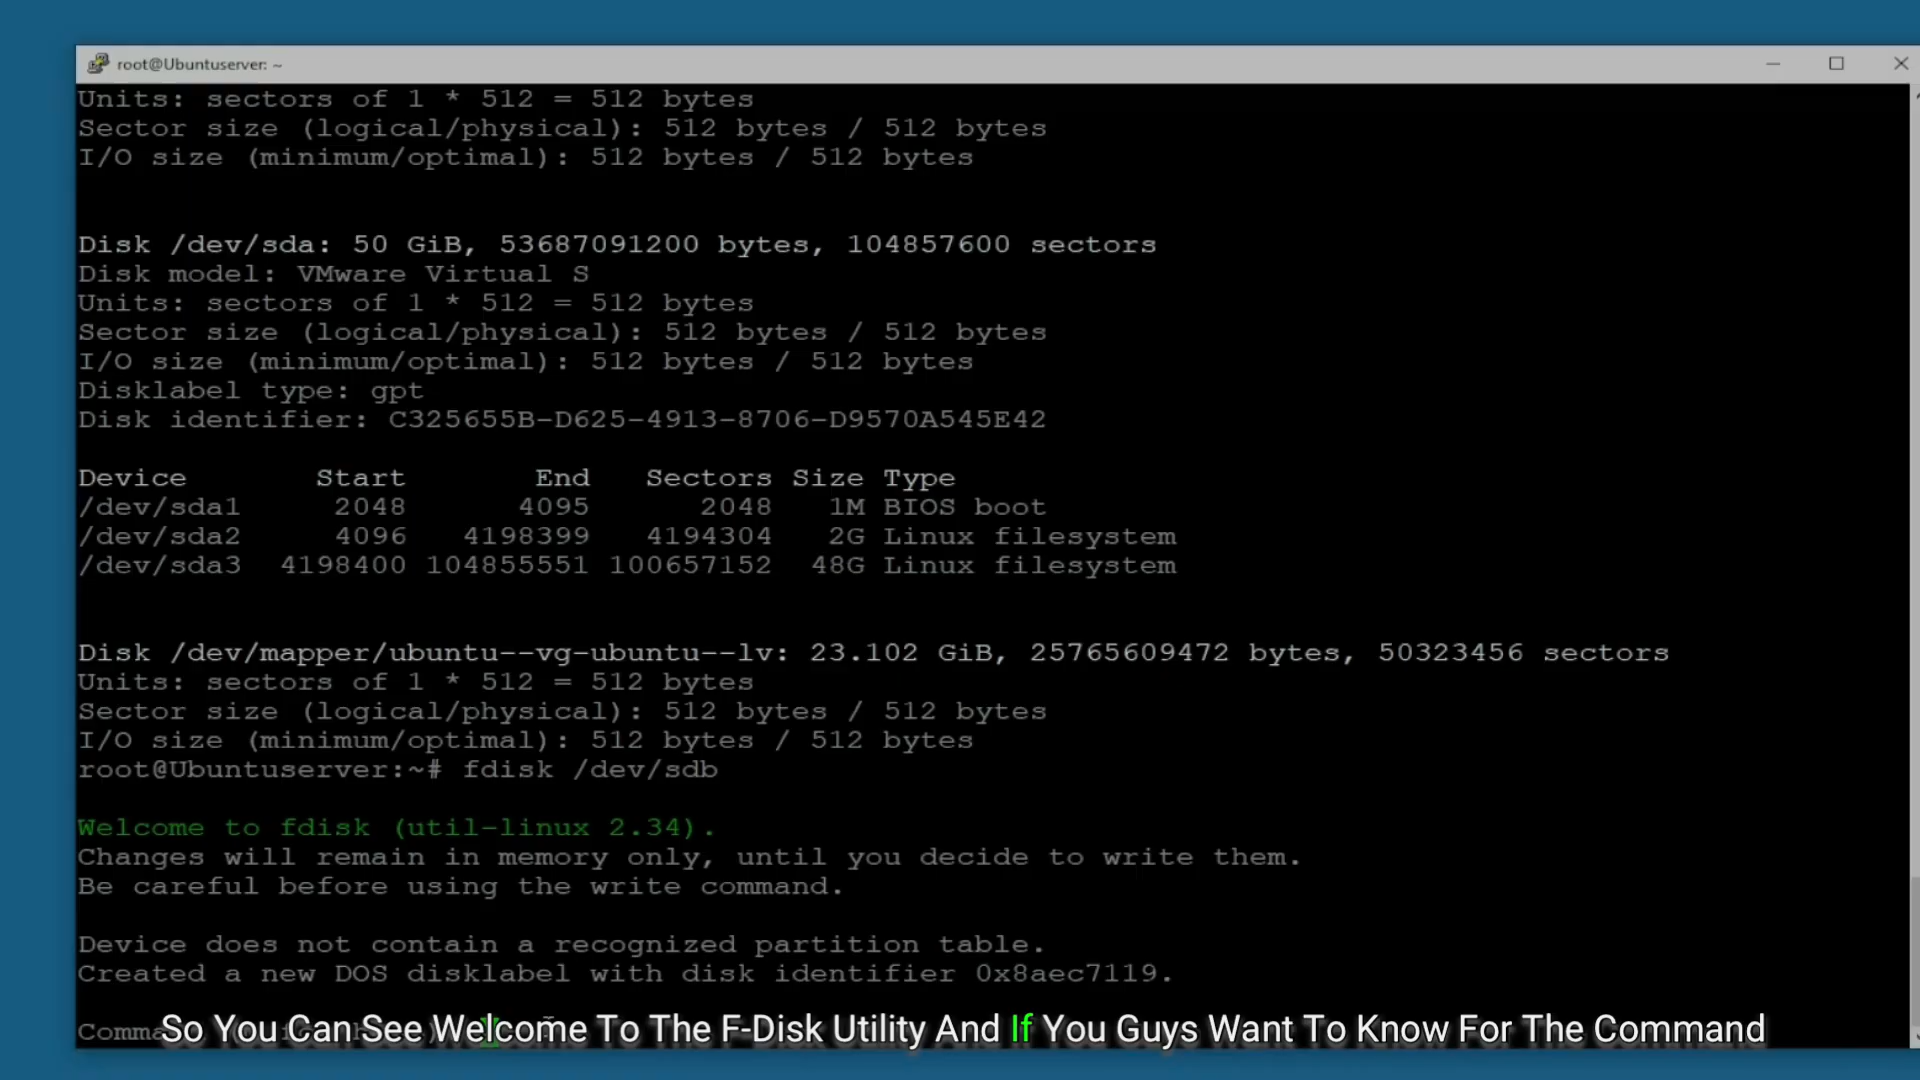 root@Ubuntuserver: ~
Units: sectors of 1 * 512 = 512 bytes
Sector size (logical/physical): 512 bytes / 512 bytes
I/O size (minimum/optimal): 512 bytes / 512 bytes
Disk /dev/sda: 50 GiB, 53687091200 bytes, 104857600 sectors
Disk model: VMware Virtual S
Units: sectors of 1 * 512 = 512 bytes
Sector size (logical/physical): 512 bytes / 512 bytes
I/O size (minimum/optimal): 512 bytes / 512 bytes
Disklabel type: gpt
Disk identifier: C325655B-D625-4913-8706-D9570A545E42
Device Start End Sectors Size Type
/dev/sda1 2048 4095 2048 1M BIOS boot
/dev/sda2 4096 4198399 4194304 2G Linux filesystem
/dev/sda3 4198400 104855551 100657152 48G Linux filesystem
Disk /dev/mapper/ubuntu--vg-ubuntu--lv: 23.102 GiB, 25765609472 bytes, 50323456 sectors
Units: sectors of 1 * 512 = 512 bytes
Sector size (logical/physical): 512 bytes / 512 bytes
I/O size (minimum/optimal): 512 bytes / 512 bytes
root@Ubuntuserver:~# fdisk /dev/sdb
Welcome to fdisk (util-linux 2.34).
Changes will remain in memory only, until you decide to write them.
Be careful before using the write command.
Device does not contain a recognized partition table.
Created a new DOS disklabel with disk identifier 0x8aec7119.
So You Can See Welcome To The F-Disk Utility And If You Guys Want To Know For The Command